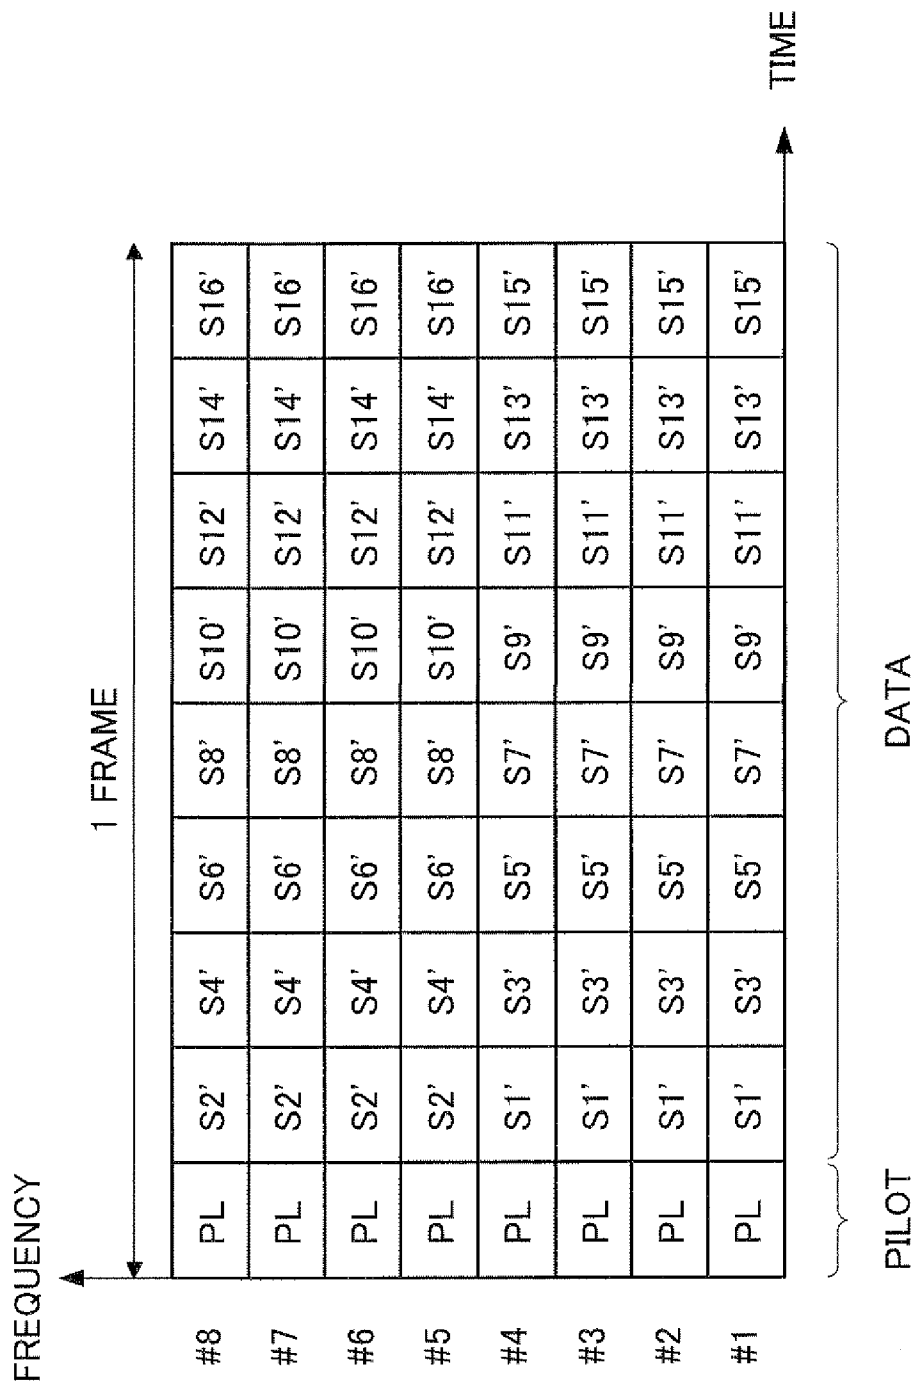 FREQUENCY
1 FRAME
#8 PL S2' S4' S6' S8' S10' S12' S14' S16'
#7 PL S2' S4' S6' S8' S10' S12' S14' S16'
#6 PL S2' S4' S6' S8' S10' S12' S14' S16'
#5 PL S2' S4' S6' S8' S10' S12' S14' S16'
#4 PL S1' S3' S5' S7' S9' S11' S13' S15'
#3 PL S1' S3' S5' S7' S9' S11' S13' S15'
#2 PL S1' S3' S5' S7' S9' S11' S13' S15'
#1 PL S1' S3' S5' S7' S9' S11' S13' S15'
TIME
PILOT DATA